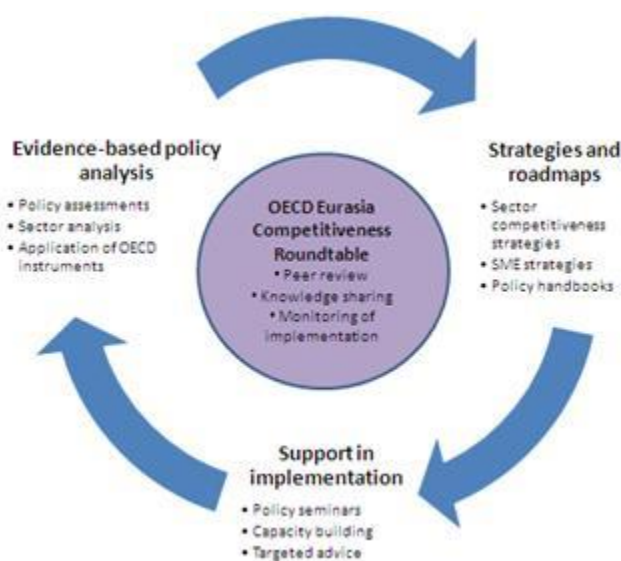 Evidence-based policy
analysis
• Policy assessments
• Sector analysis
• Application of OECD
instruments
OECD Eurasia
Competitiveness
Roundtable
• Peer review
• Knowledge sharing
• Monitoring of
implementation
Strategies and
roadmaps
• Sector
competitiveness
strategies
• SME strategies
• Policy handbooks
Support in
implementation
• Policy seminars
• Capacity building
• Targeted advice